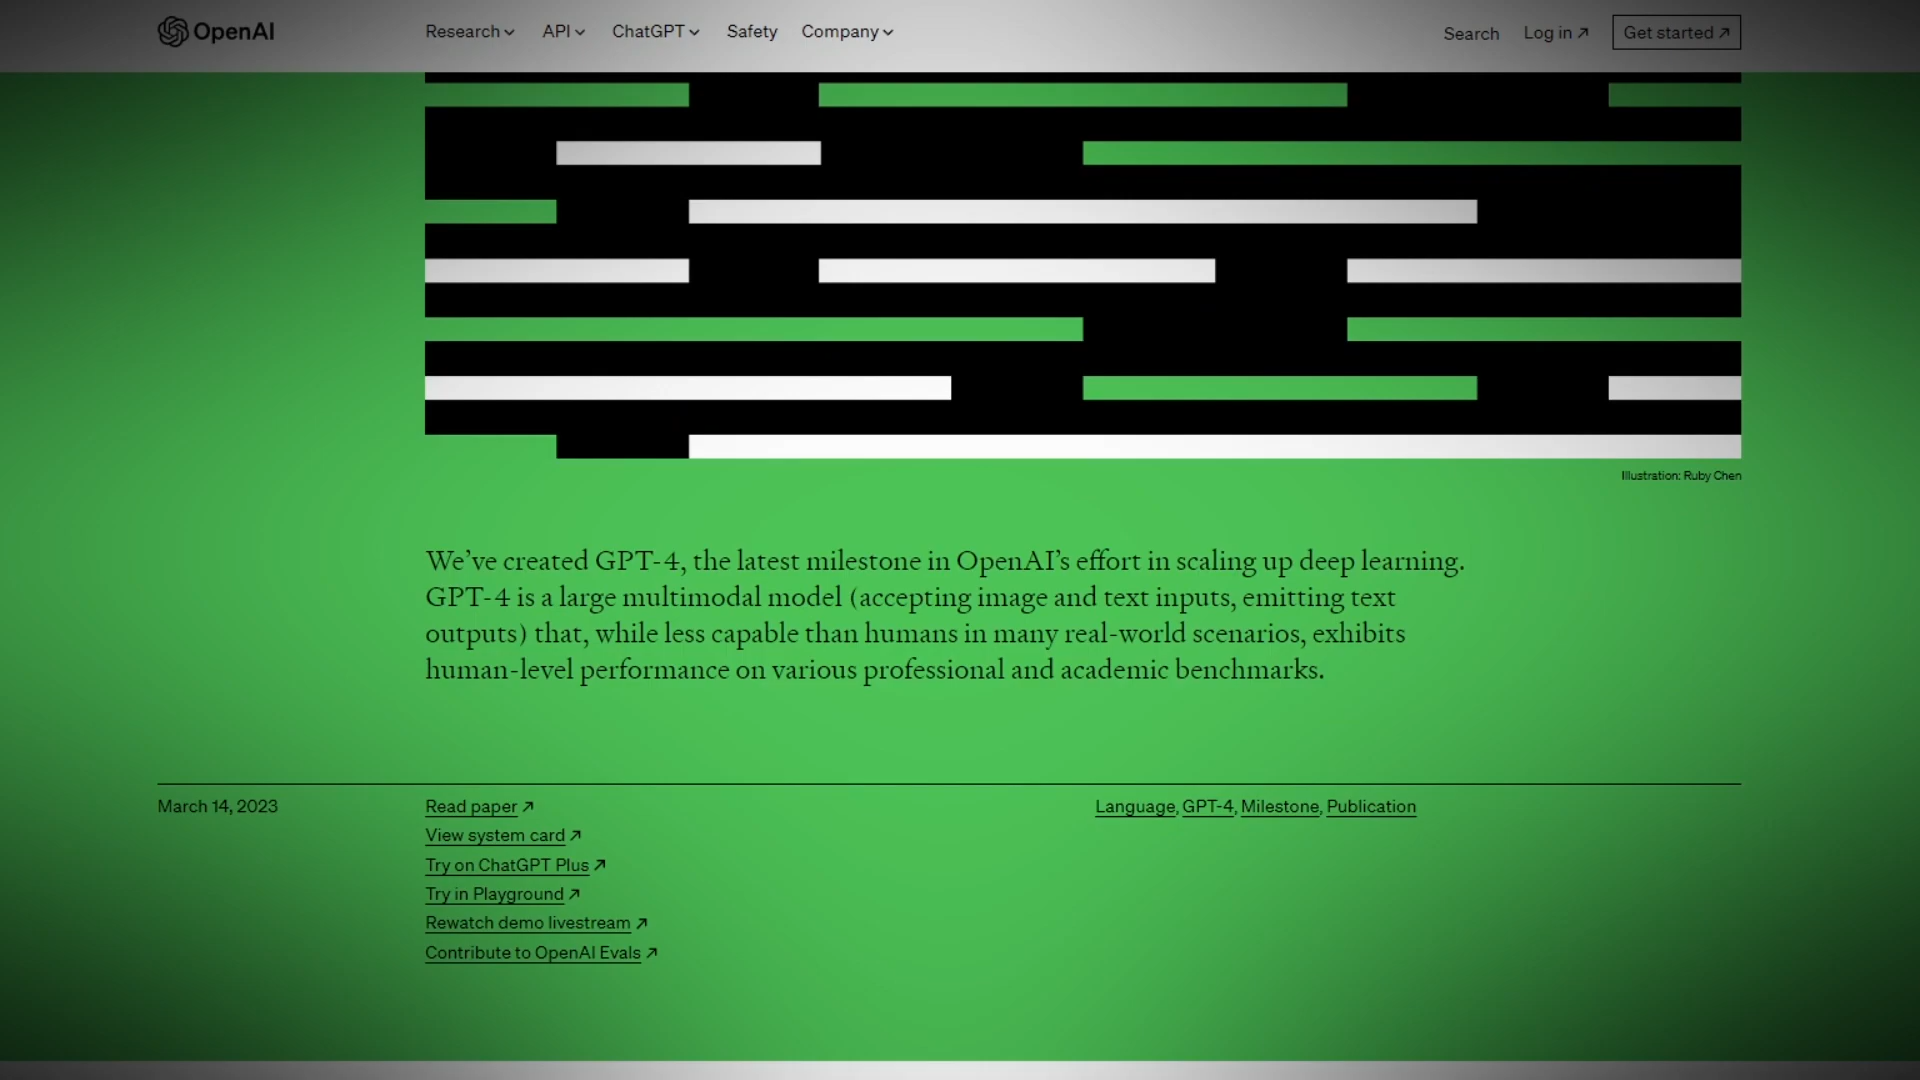 OpenAI
Research
API
ChatGPT
Safety
Company
Search
Log in ↗
Get started ↗
Illustration: Ruby Chen
We’ve created GPT-4, the latest milestone in OpenAI’s effort in scaling up deep learning.
GPT-4 is a large multimodal model (accepting image and text inputs, emitting text
outputs) that, while less capable than humans in many real-world scenarios, exhibits
human-level performance on various professional and academic benchmarks.
March 14, 2023
Read paper ↗
View system card ↗
Try on ChatGPT Plus ↗
Try in Playground ↗
Rewatch demo livestream ↗
Contribute to OpenAI Evals ↗
Language, GPT-4, Milestone, Publication